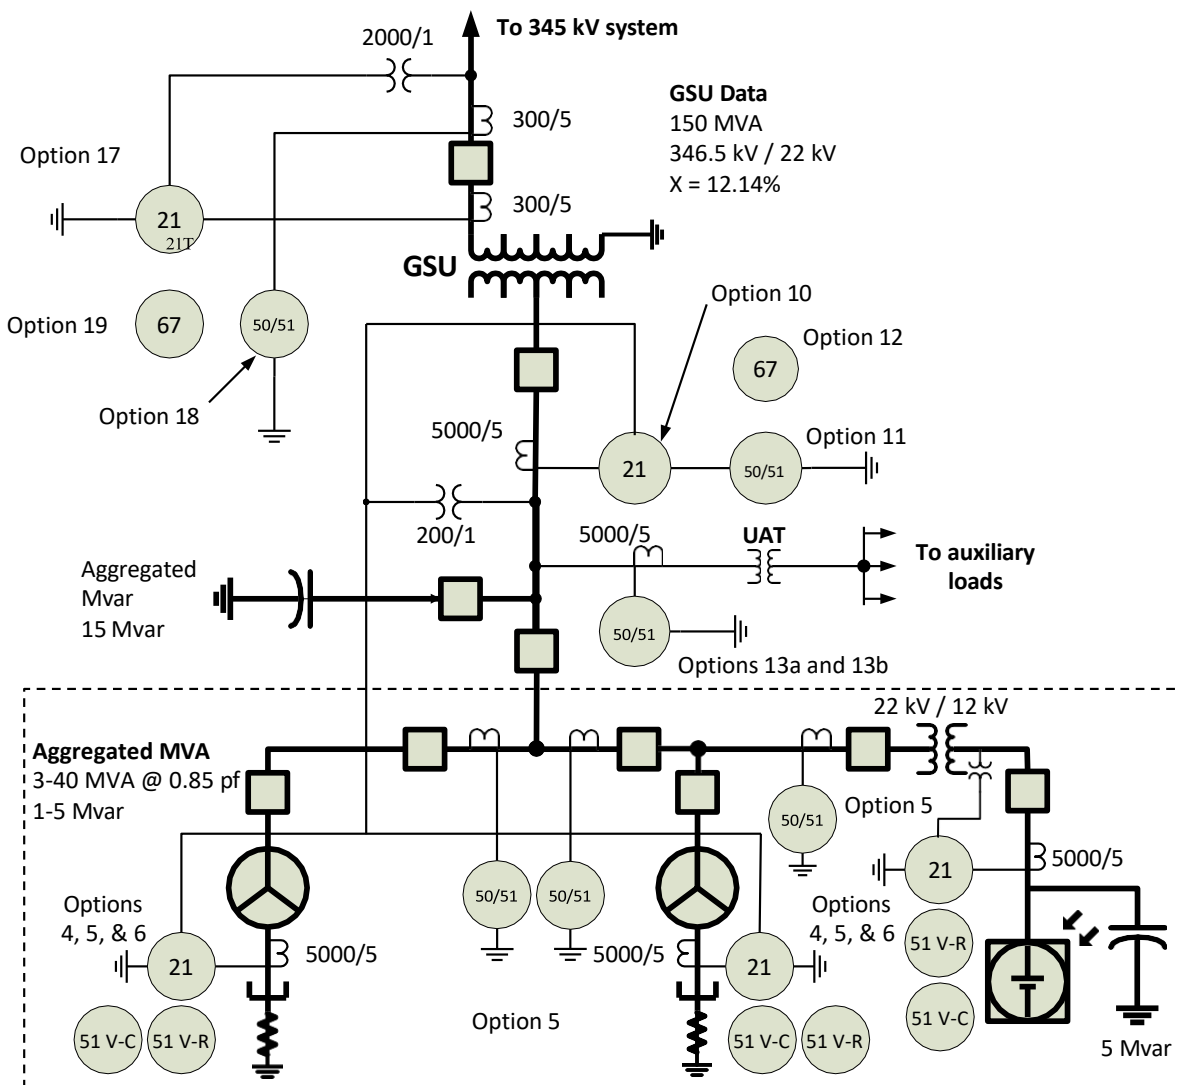 To 345 kV system
2000/1
GSU Data
150 MVA
346.5 kV / 22 kV
X = 12.14%
300/5
Option 17
300/5
21
21T
GSU
Option 10
Option 19
67
50/51
Option 12
67
Option 18
5000/5
Option 11
21
50/51
200/1
5000/5
UAT
To auxiliary
loads
Aggregated
Mvar
15 Mvar
50/51
Options 13a and 13b
22 kV / 12 kV
Aggregated MVA
3-40 MVA @ 0.85 pf
1-5 Mvar
50/51
Option 5
21
5000/5
50/51
50/51
Options
4, 5, & 6
Options
4, 5, & 6
5000/5
5000/5
21
21
51 V-R
51 V-C
51 V-C
51 V-R
Option 5
51 V-C
51 V-R
5 Mvar